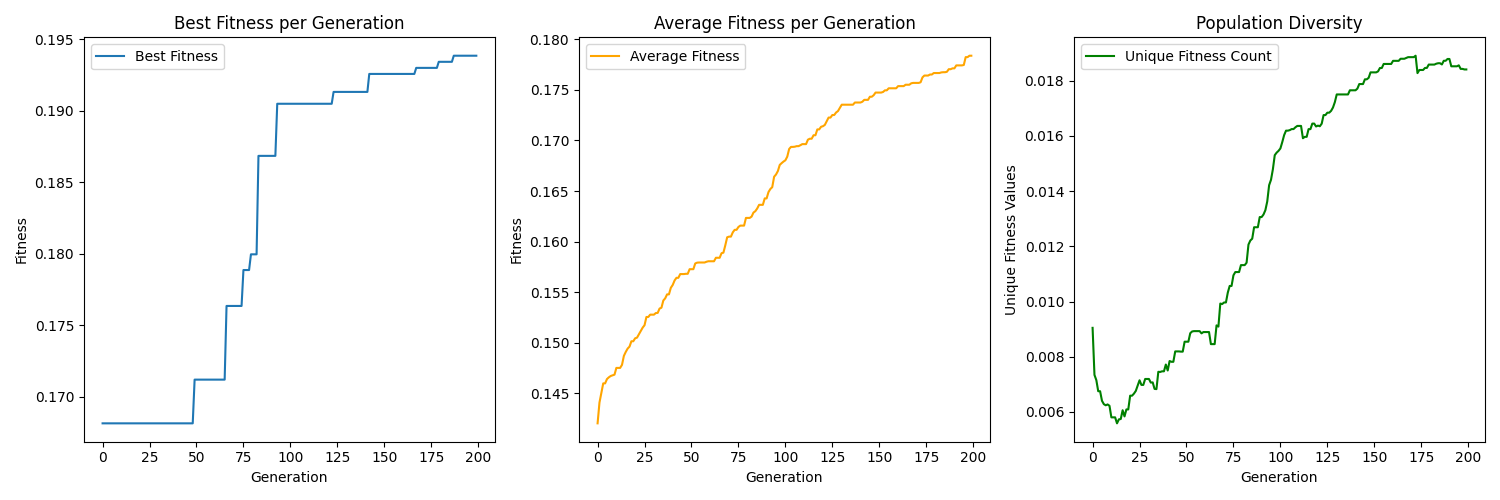 Best Fitness per Generation
Best Fitness
0.195
0.190
0.185
0.180
0.175
0.170
Fitness
0 25 50 75 100 125 150 175 200
Generation
Average Fitness per Generation
Average Fitness
0.180
0.175
0.170
0.165
0.160
0.155
0.150
0.145
Fitness
0 25 50 75 100 125 150 175 200
Generation
Population Diversity
Unique Fitness Count
0.018
0.016
0.014
0.012
0.010
0.008
0.006
Unique Fitness Values
0 25 50 75 100 125 150 175 200
Generation